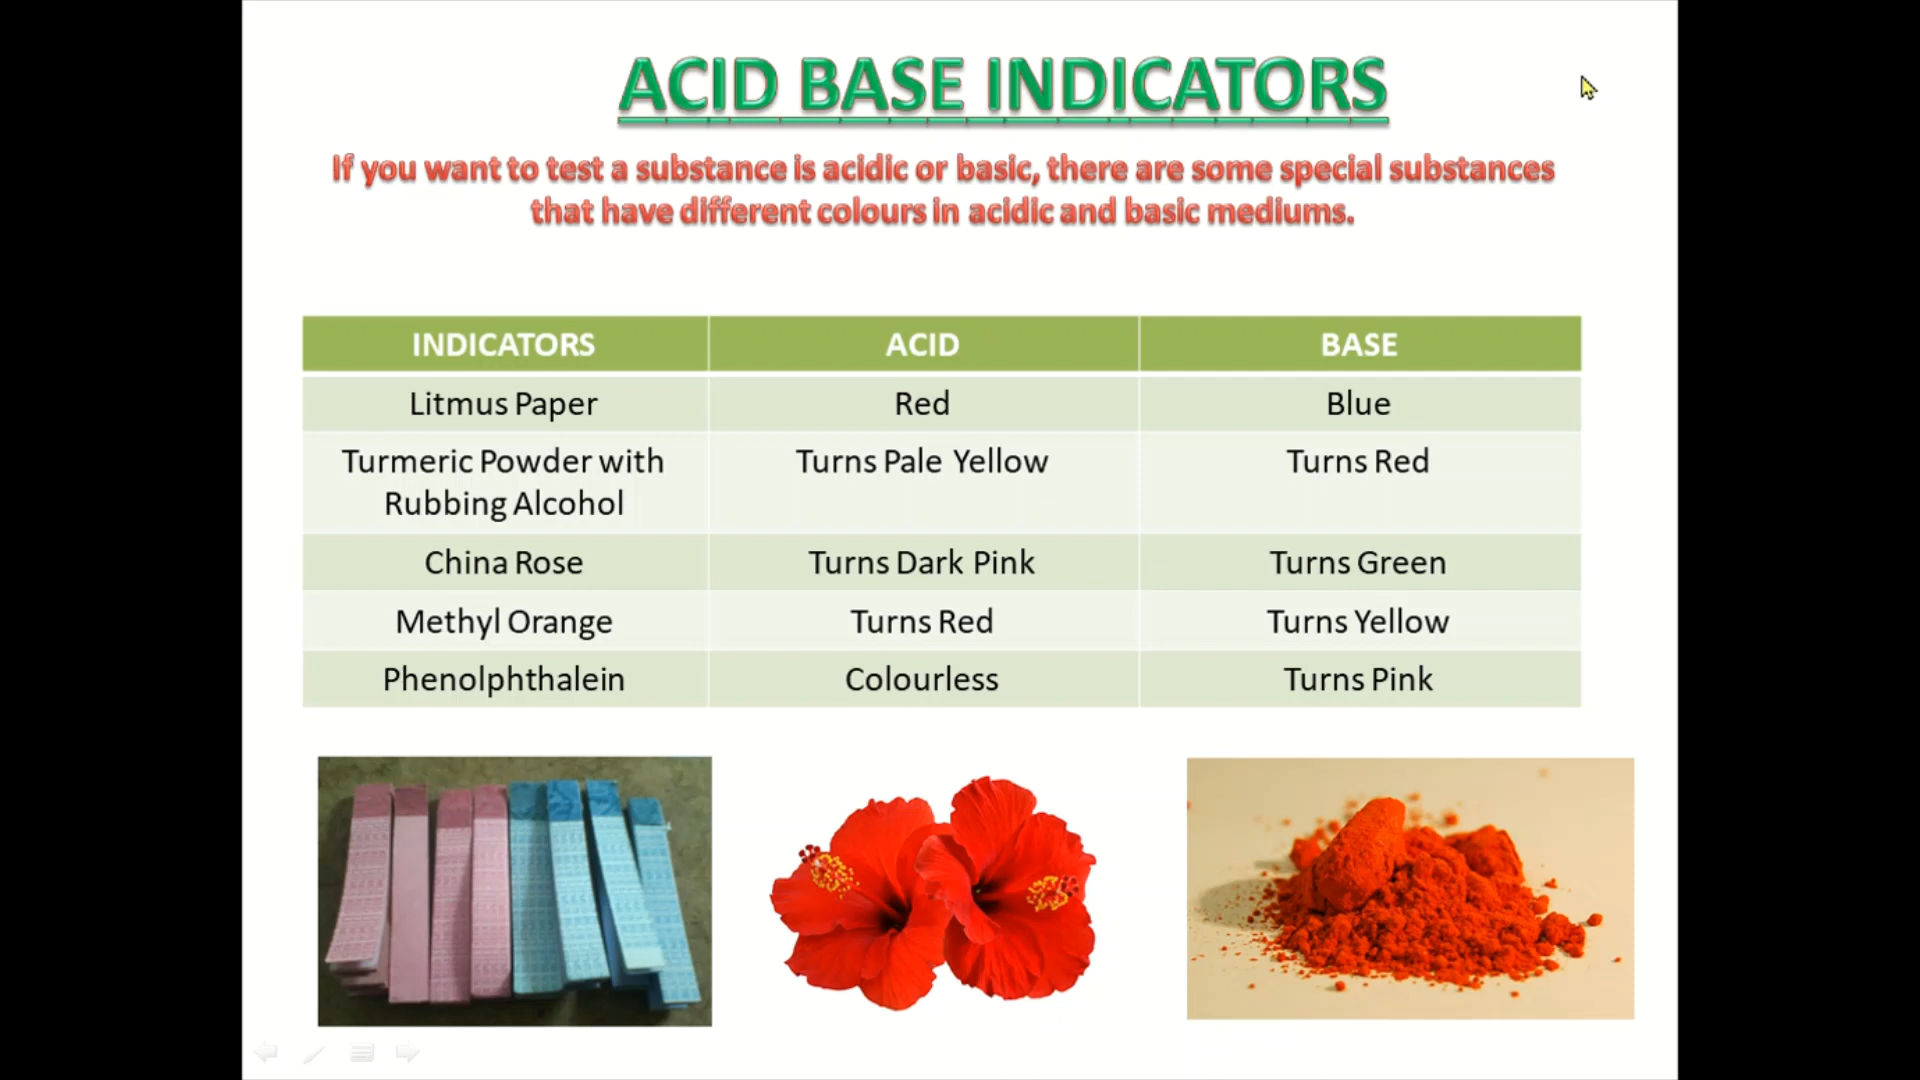 ACID BASE INDICATORS
If you want to test a substance is acidic or basic, there are some special substances
that have different colours in acidic and basic mediums.
INDICATORS ACID BASE
Litmus Paper Red Blue
Turmeric Powder with Turns Pale Yellow Turns Red
Rubbing Alcohol
China Rose Turns Dark Pink Turns Green
Methyl Orange Turns Red Turns Yellow
Phenolphthalein Colourless Turns Pink